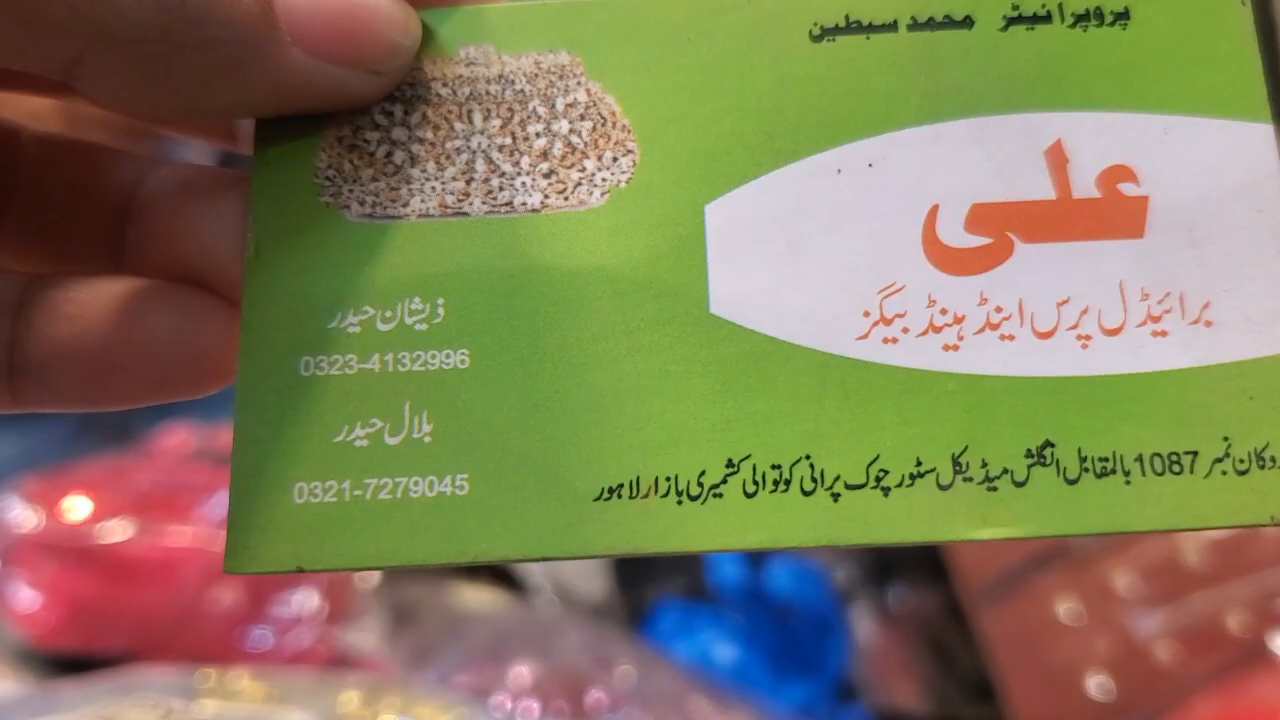 پروپرائیٹر محمد سبطین
علی
برائیڈل پرس اینڈ ہینڈ بیگز
ذیشان حیدر
0323-4132996
بلال حیدر
0321-7279045
دوکان نمبر 1087 بالمقابل انگلش میڈیکل سٹور چوک پرانی کوتوالی کشمیری بازار لاہور